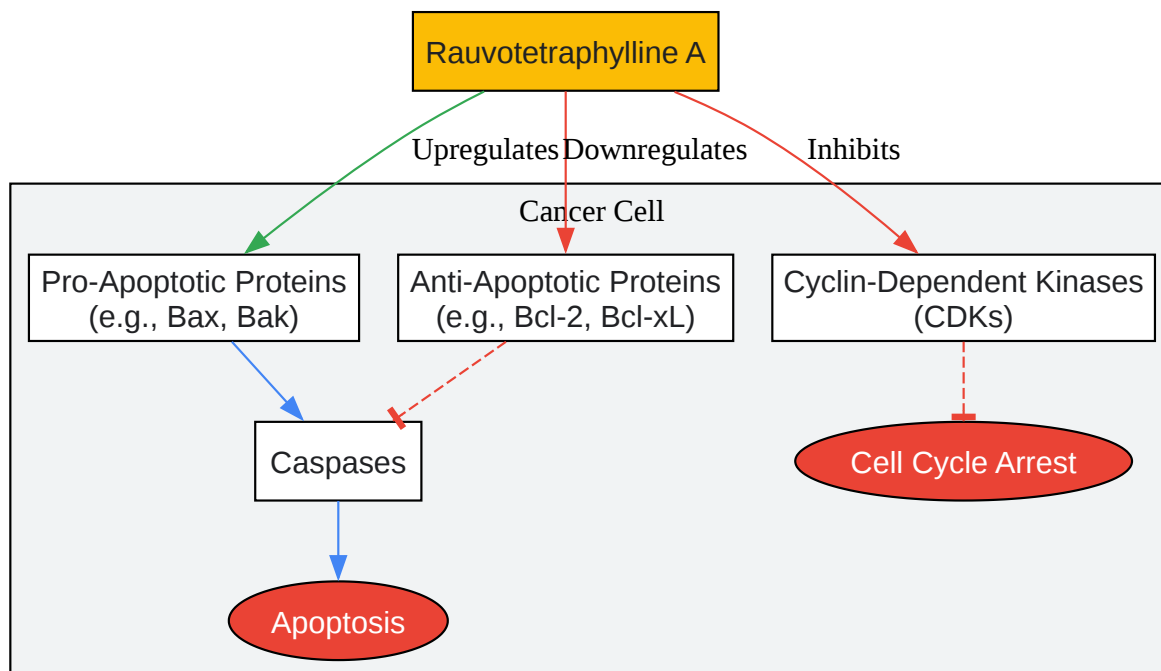 Rauvotetraphylline A
Upregulates
Downregulates
Inhibits
Cancer Cell
Pro-Apoptotic Proteins
(e.g., Bax, Bak)
Anti-Apoptotic Proteins
(e.g., Bcl-2, Bcl-xL)
Cyclin-Dependent Kinases
(CDKs)
Caspases
Cell Cycle Arrest
Apoptosis